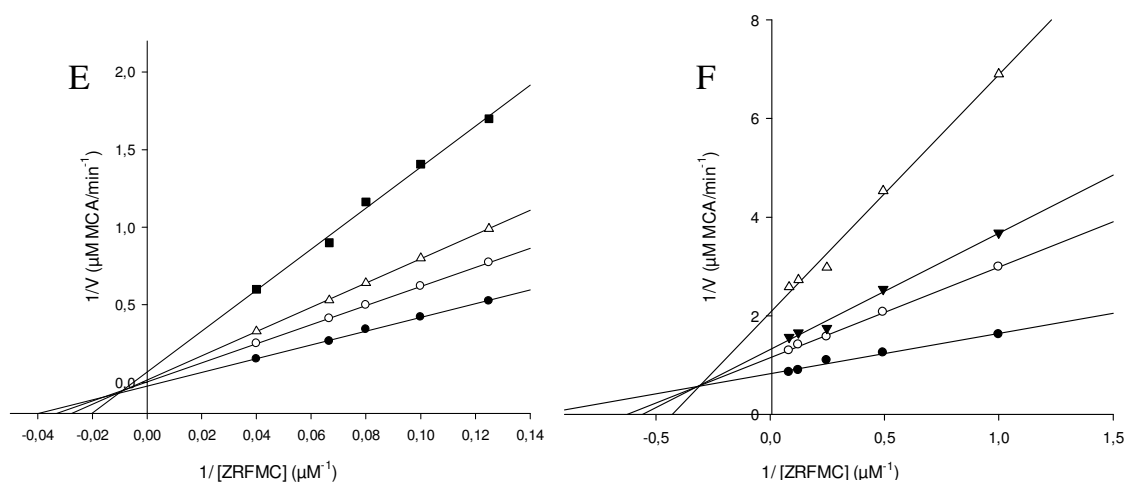 E
2,0
1,5
1,0
0,5
0,0
1/V (µM MCA/min⁻¹)
-0,04 -0,02 0,00 0,02 0,04 0,06 0,08 0,10 0,12 0,14
1/ [ZRFMC] (µM⁻¹)
F
8
6
4
2
0
1/V (µM MCA/min⁻¹)
-0,5 0,0 0,5 1,0 1,5
1/ [ZRFMC] (µM⁻¹)